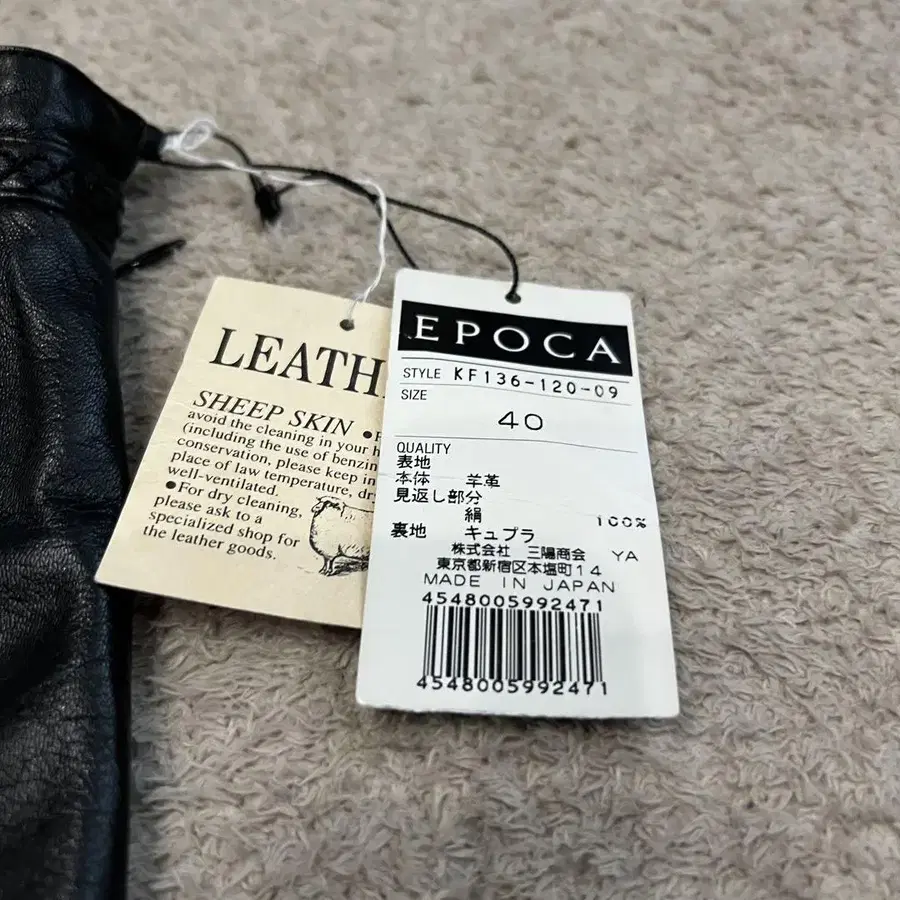 LEATH
SHEEP SKIN
avoid the cleaning in your
(including the use of benzin
conservation, please keep in
place of law temperature, dr
well-ventilated.
●For dry cleaning,
please ask to a
specialized shop for
the leather goods.
EPOCA
STYLE KF136-120-09
SIZE
40
QUALITY
表地
本体 羊革
見返し部分
絹 100%
裏地 キュプラ
株式会社 三陽商会 YA
東京都新宿区本塩町14
MADE IN JAPAN
4548005992471
4548005992471